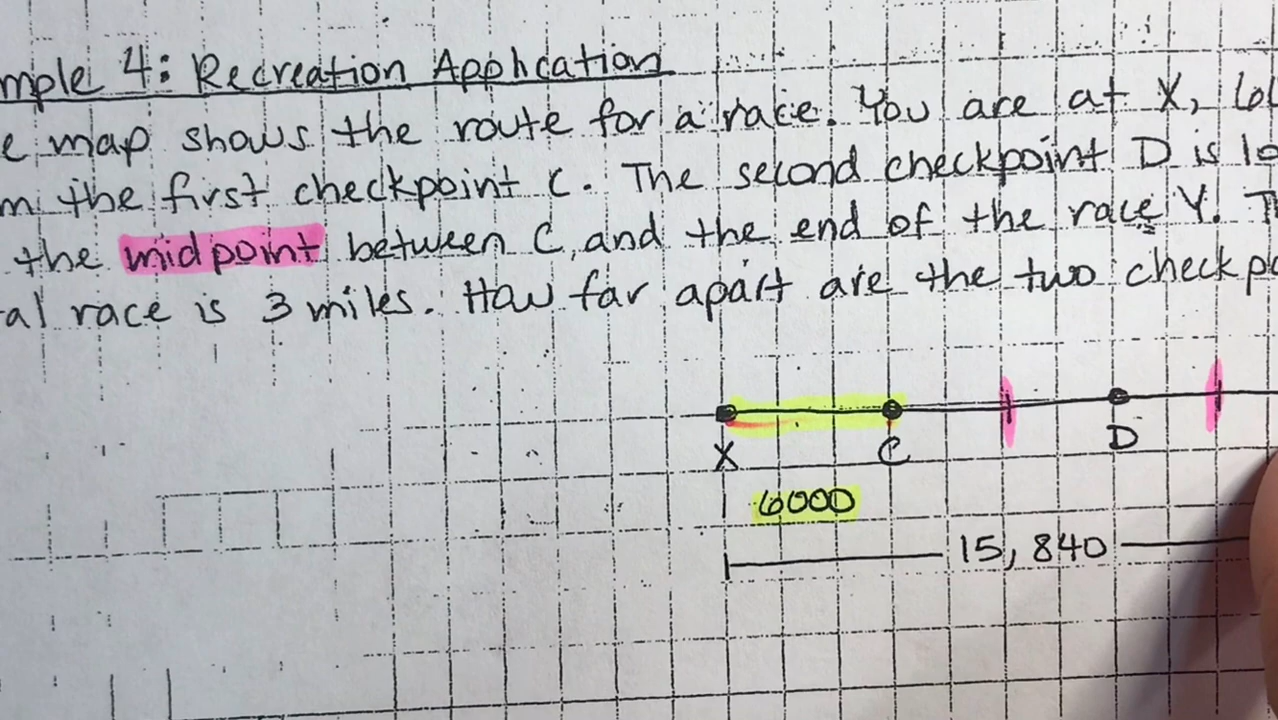 mple 4: Recreation Application
e map shows the route for a race. You are at X,
m the first checkpoint C. The second checkpoint D is lo
the midpoint between C and the end of the race Y. T
al race is 3 miles. How far apart are the two checkpo
X C D
6000
15,840